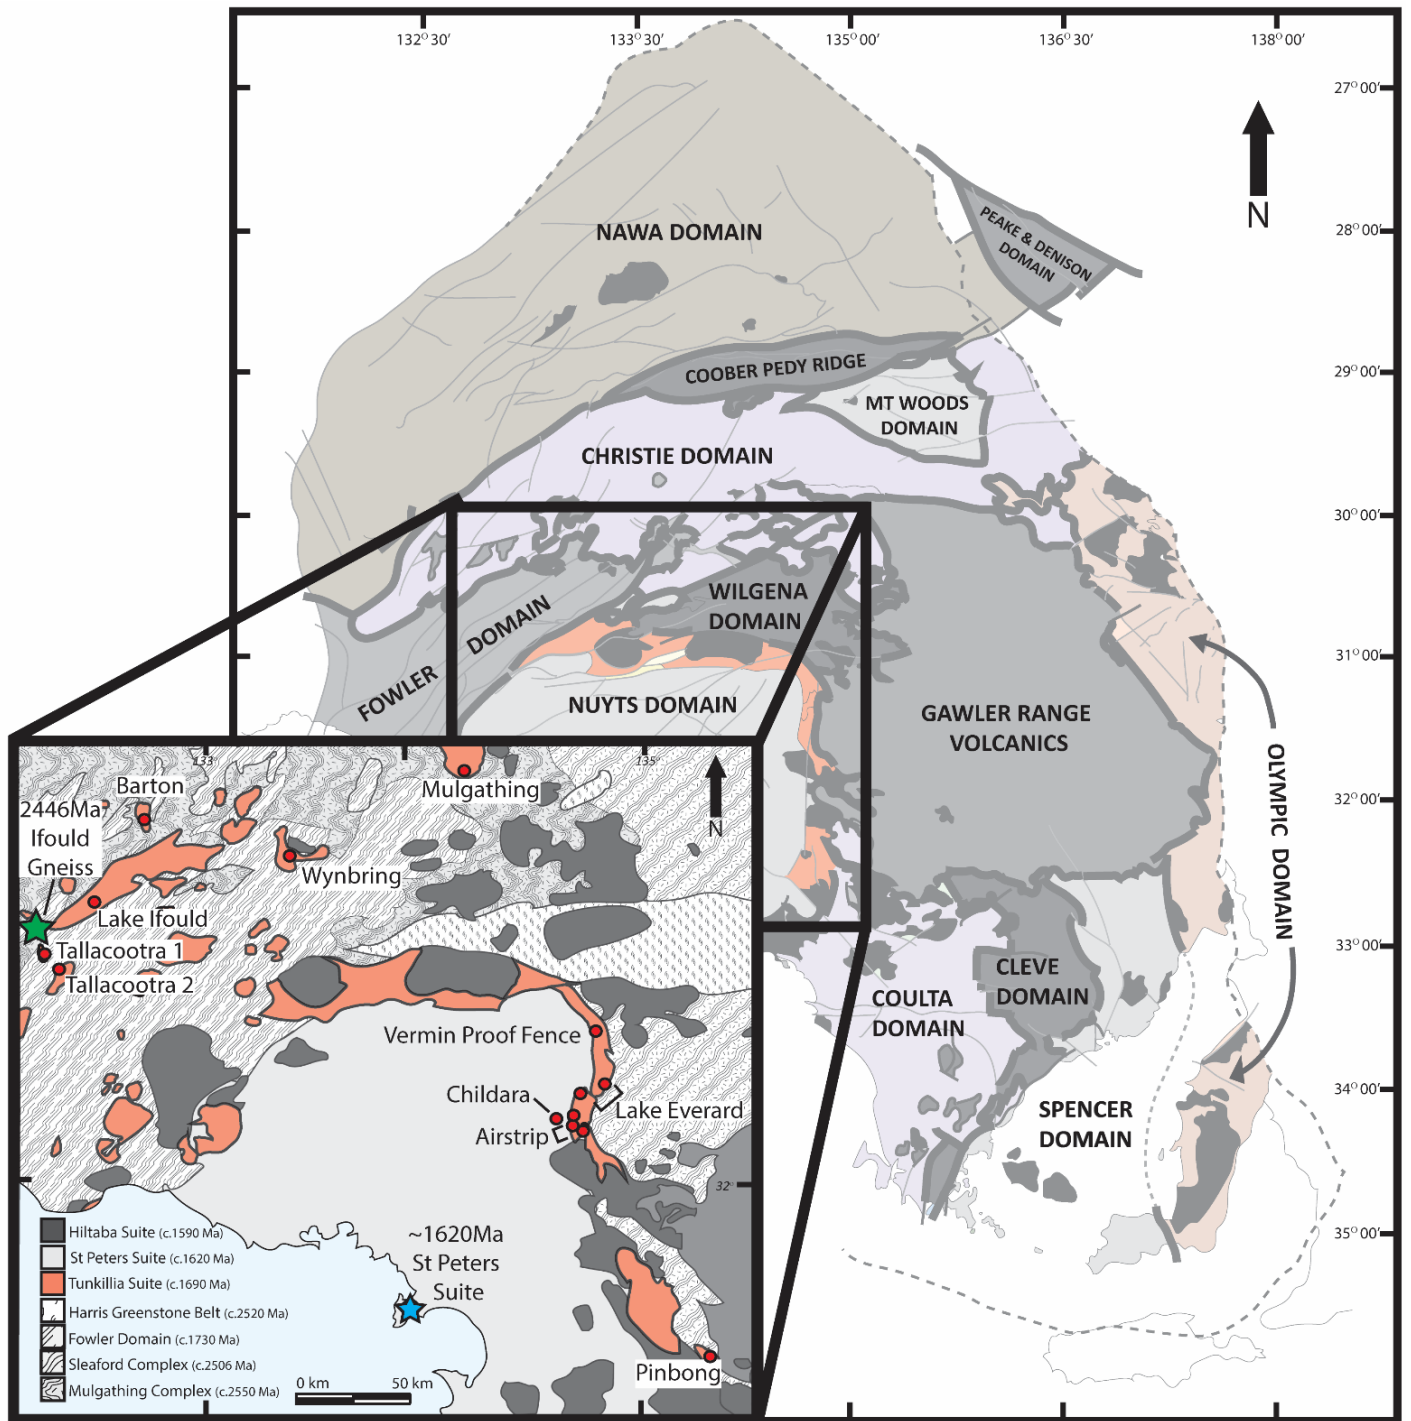 132°30'
133°30'
135°00'
136°30'
138°00'
27°00'
N
28°00'
NAWA DOMAIN
PEAKE & DENISON
DOMAIN
29°00'
COOBER PEDY RIDGE
MT WOODS
DOMAIN
CHRISTIE DOMAIN
30°00'
WILGENA
DOMAIN
FOWLER DOMAIN
31°00'
NUYTS DOMAIN
GAWLER RANGE
VOLCANICS
OLYMPIC DOMAIN
32°00'
33°00'
CLEVE
DOMAIN
COULTA
DOMAIN
34°00'
SPENCER
DOMAIN
35°00'
133
135
N
Barton
Mulgathing
2446Ma
Ifould
Gneiss
Wynbring
Lake Ifould
Tallacootra 1
Tallacootra 2
Vermin Proof Fence
Childara
Lake Everard
Airstrip
32°
~1620Ma
St Peters
Suite
Pinbong
Hiltaba Suite (c.1590 Ma)
St Peters Suite (c.1620 Ma)
Tunkillia Suite (c.1690 Ma)
Harris Greenstone Belt (c.2520 Ma)
Fowler Domain (c.1730 Ma)
Sleaford Complex (c.2506 Ma)
Mulgathing Complex (c.2550 Ma)
0 km
50 km